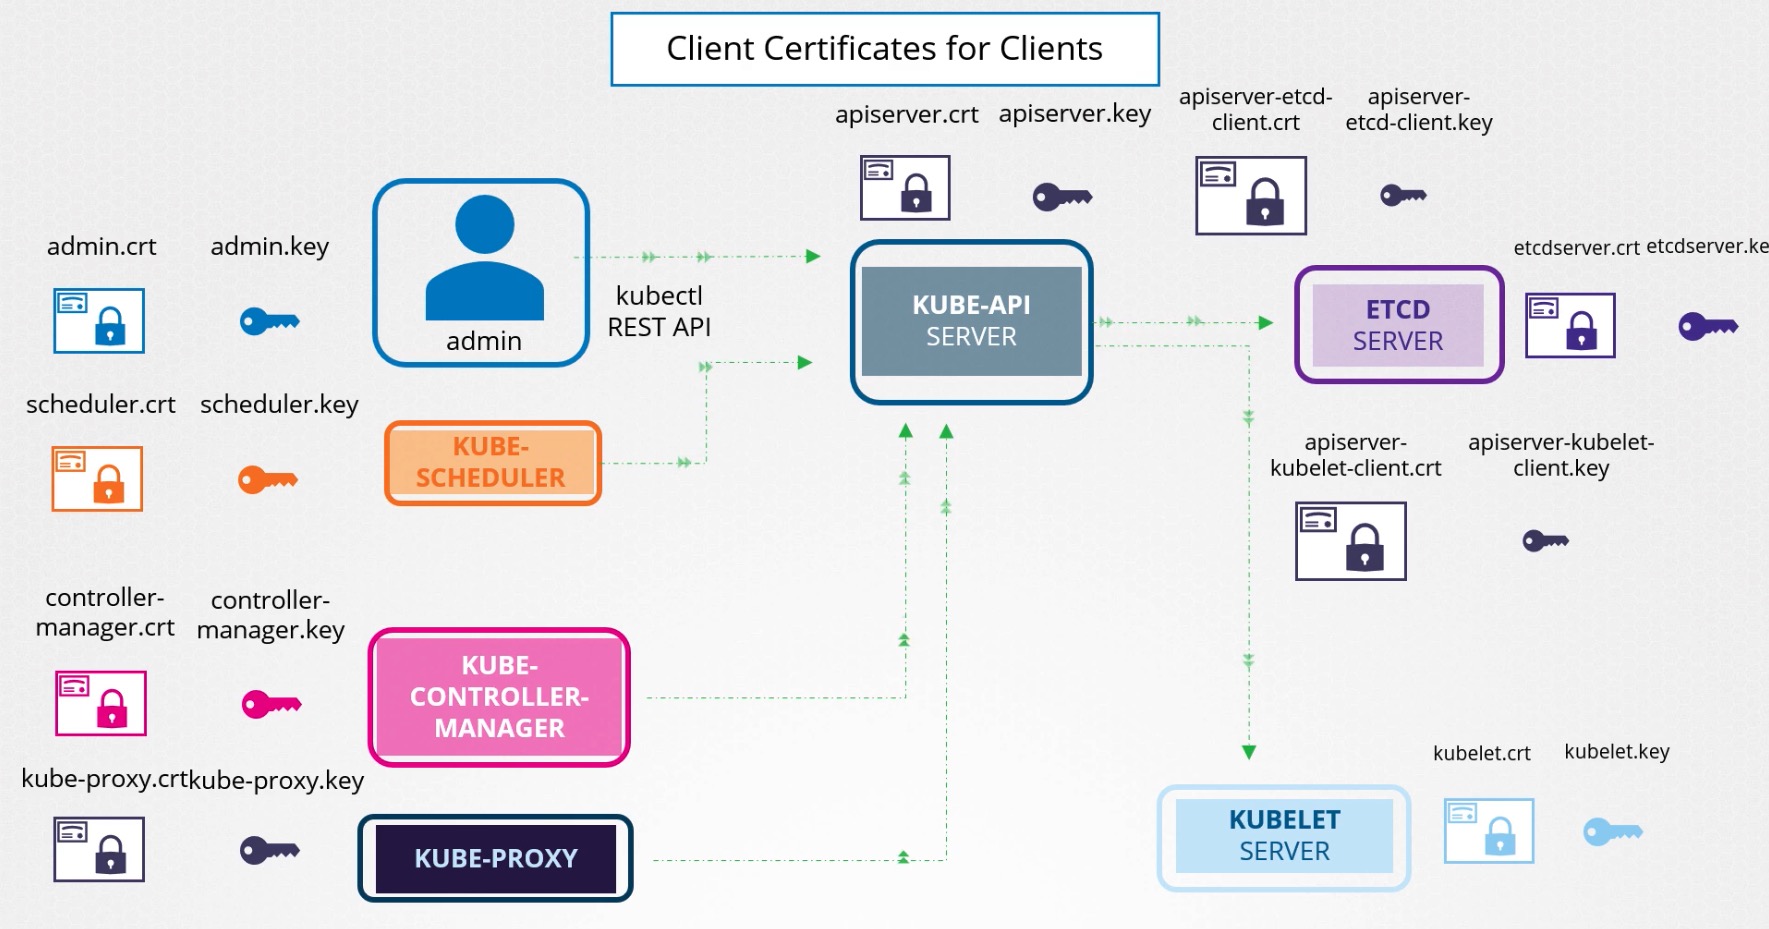 Client Certificates for Clients
apiserver.crt
apiserver.key
apiserver-etcd-
client.crt
apiserver-
etcd-client.key
admin.crt
admin.key
admin
kubectl
REST API
KUBE-API
SERVER
ETCD
SERVER
etcdserver.crt
etcdserver.ke
scheduler.crt
scheduler.key
KUBE-
SCHEDULER
apiserver-
kubelet-client.crt
apiserver-kubelet-
client.key
controller-
manager.crt
controller-
manager.key
KUBE-
CONTROLLER-
MANAGER
kube-proxy.crt
kube-proxy.key
KUBE-PROXY
kubelet.crt
kubelet.key
KUBELET
SERVER